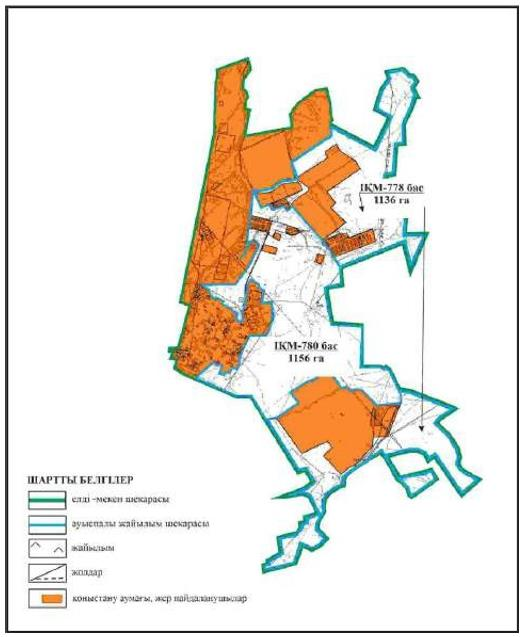 ІҚМ-778 бас
1136 га
ІҚМ-780 бас
1156 га
ШАРТТЫ БЕЛГІЛЕР
елді -мекен шекарасы
ауыспалы жайылым шекарасы
жайылым
жолдар
қоныстану аумағы, жер пайдаланушылар